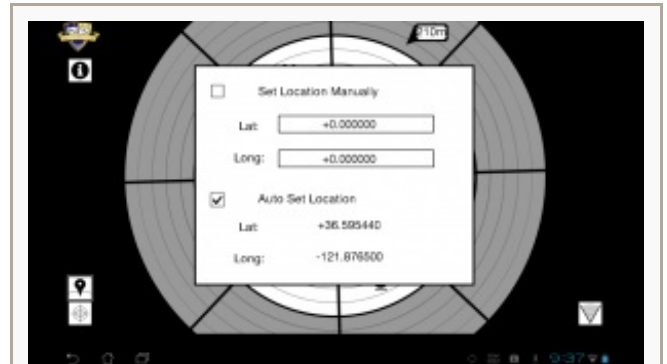 210m
Set Location Manually
Lat: +0.000000
Long: +0.000000
Auto Set Location
Lat: +36.595440
Long: -121.876500
9:37